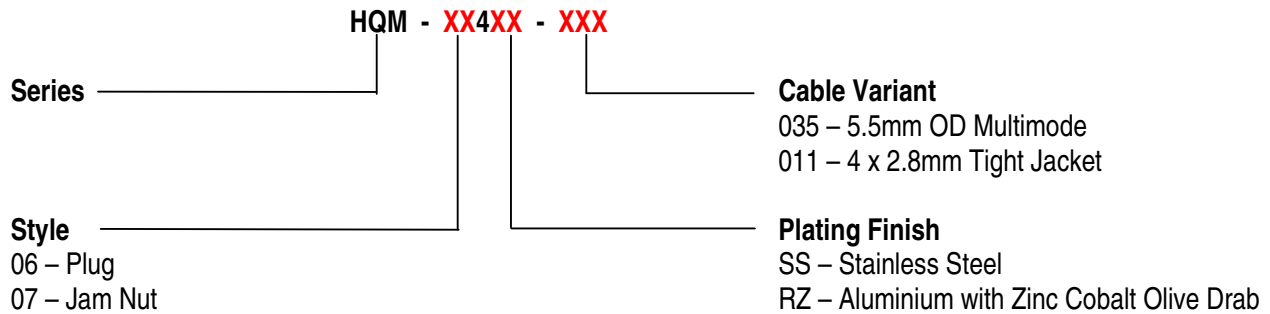 HQM - XX4XX - XXX
Series
Cable Variant
035 – 5.5mm OD Multimode
011 – 4 x 2.8mm Tight Jacket
Style
06 – Plug
07 – Jam Nut
Plating Finish
SS – Stainless Steel
RZ – Aluminium with Zinc Cobalt Olive Drab